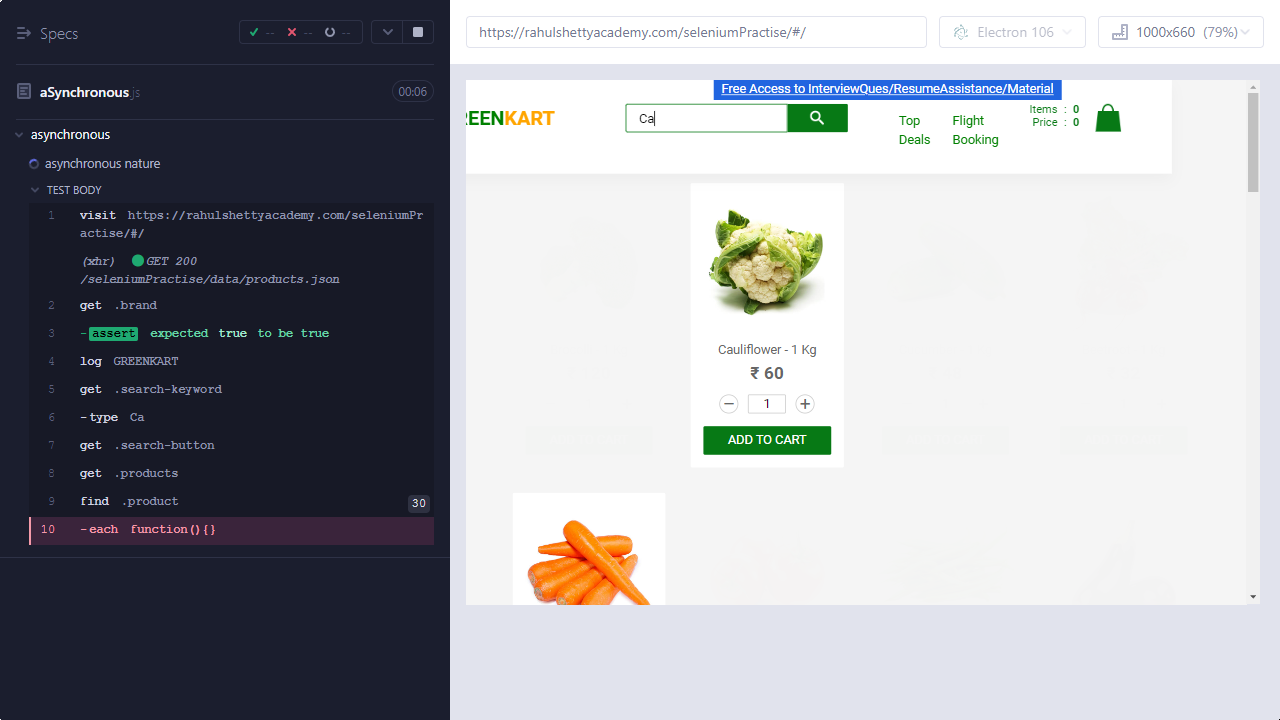 Specs
-- -- --
aSynchronous.js
00:06
asynchronous
asynchronous nature
TEST BODY
1 visit https://rahulshettyacademy.com/seleniumPr
actise/#/
(xhr) GET 200
/seleniumPractise/data/products.json
2 get .brand
3 -assert expected true to be true
4 log GREENKART
5 get .search-keyword
6 -type Ca
7 get .search-button
8 get .products
9 find .product 30
10 -each function(){}
https://rahulshettyacademy.com/seleniumPractise/#/
Electron 106
1000x660 (79%)
Free Access to InterviewQues/ResumeAssistance/Material
REENKART
Ca
Top
Deals
Flight
Booking
Items : 0
Price : 0
Cauliflower - 1 Kg
₹ 60
− 1 +
ADD TO CART